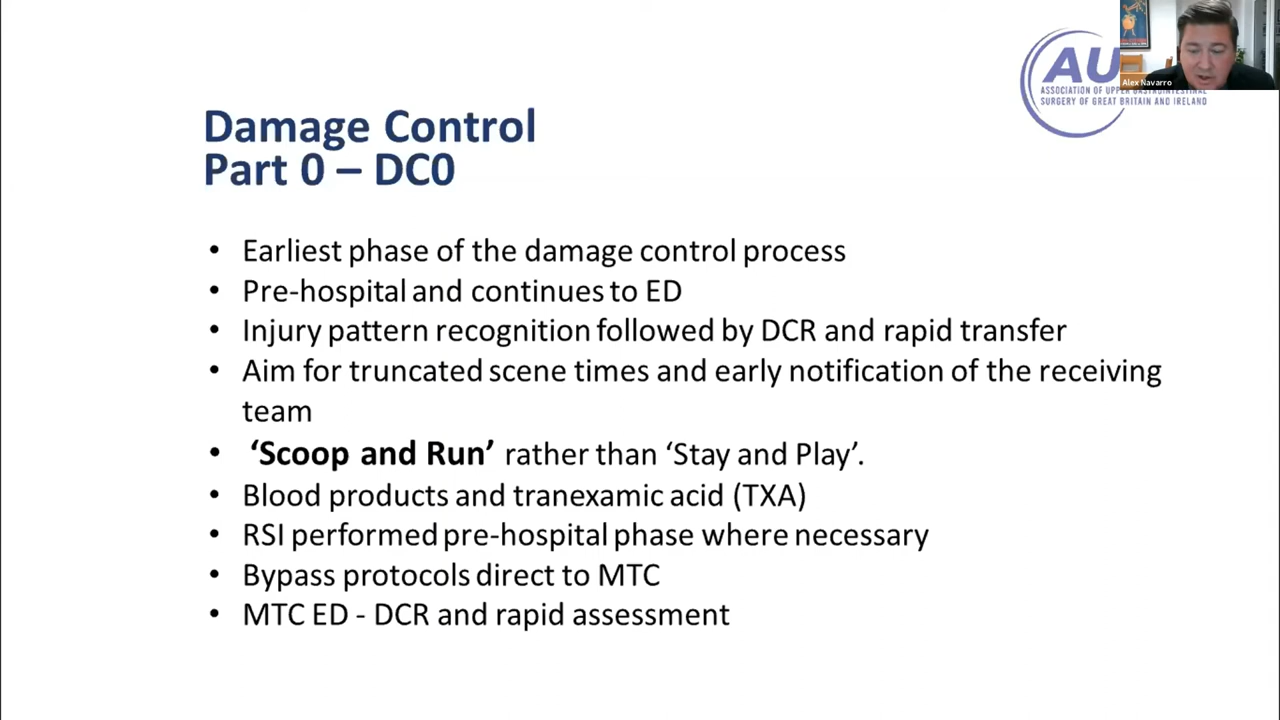 AU
Alex Navarro
ASSOCIATION OF UPPER GASTROINTESTINAL
SURGERY OF GREAT BRITAIN AND IRELAND
Damage Control
Part 0 – DC0
• Earliest phase of the damage control process
• Pre-hospital and continues to ED
• Injury pattern recognition followed by DCR and rapid transfer
• Aim for truncated scene times and early notification of the receiving
team
• ‘Scoop and Run’ rather than ‘Stay and Play’.
• Blood products and tranexamic acid (TXA)
• RSI performed pre-hospital phase where necessary
• Bypass protocols direct to MTC
• MTC ED - DCR and rapid assessment